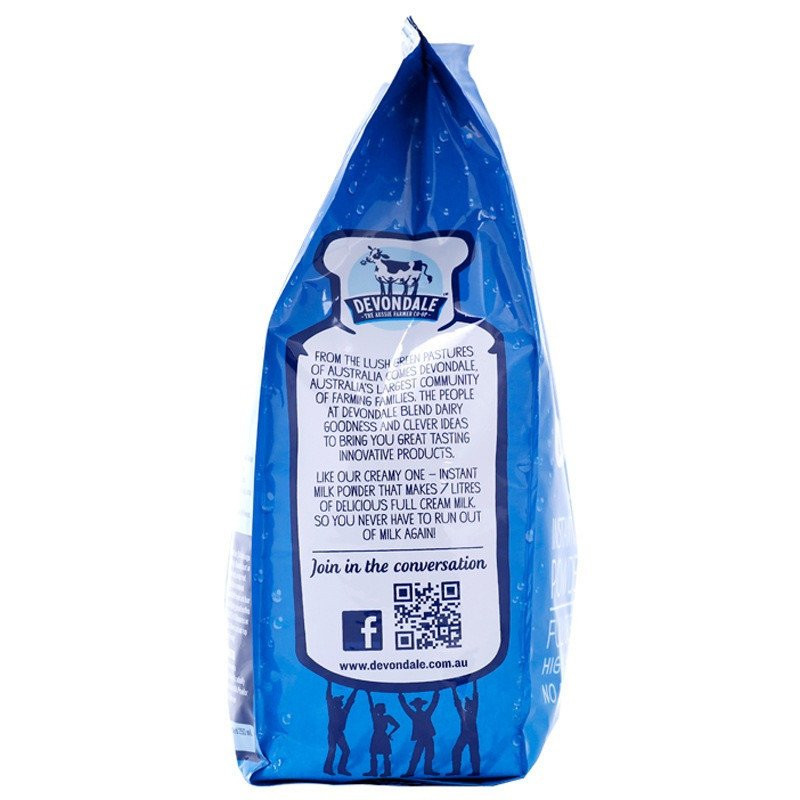 DEVONDALE
THE AUSSIE FARMER CO-OP
FROM THE LUSH GREEN PASTURES
OF AUSTRALIA COMES DEVONDALE,
AUSTRALIA'S LARGEST COMMUNITY
OF FARMING FAMILIES. THE PEOPLE
AT DEVONDALE BLEND DAIRY
GOODNESS AND CLEVER IDEAS
TO BRING YOU GREAT TASTING
INNOVATIVE PRODUCTS.
LIKE OUR CREAMY ONE – INSTANT
MILK POWDER THAT MAKES 7 LITRES
OF DELICIOUS FULL CREAM MILK.
SO YOU NEVER HAVE TO RUN OUT
OF MILK AGAIN!
Join in the conversation
f
www.devondale.com.au
NO